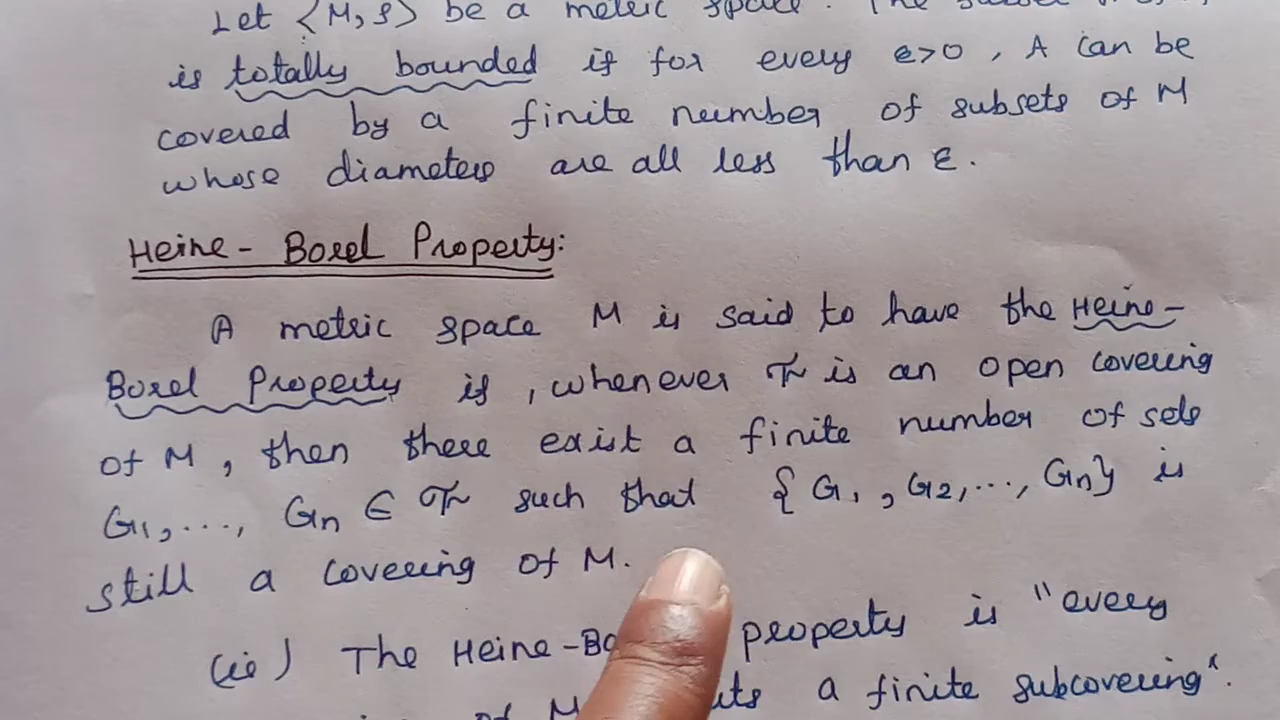 Let ⟨M, ρ⟩ be a metric space. The subset
is totally bounded if for every ε>0, A can be
covered by a finite number of subsets of M
whose diameters are all less than ε.
Heine-Borel Property:
A metric space M is said to have the Heine-
Borel Property if, whenever 𝓕 is an open covering
of M, then there exist a finite number of sets
G1,..., Gn ∈ 𝓕 such that {G1, G2,..., Gn} is
still a covering of M.
(ie) The Heine- property is "every
of M a finite subcovering".